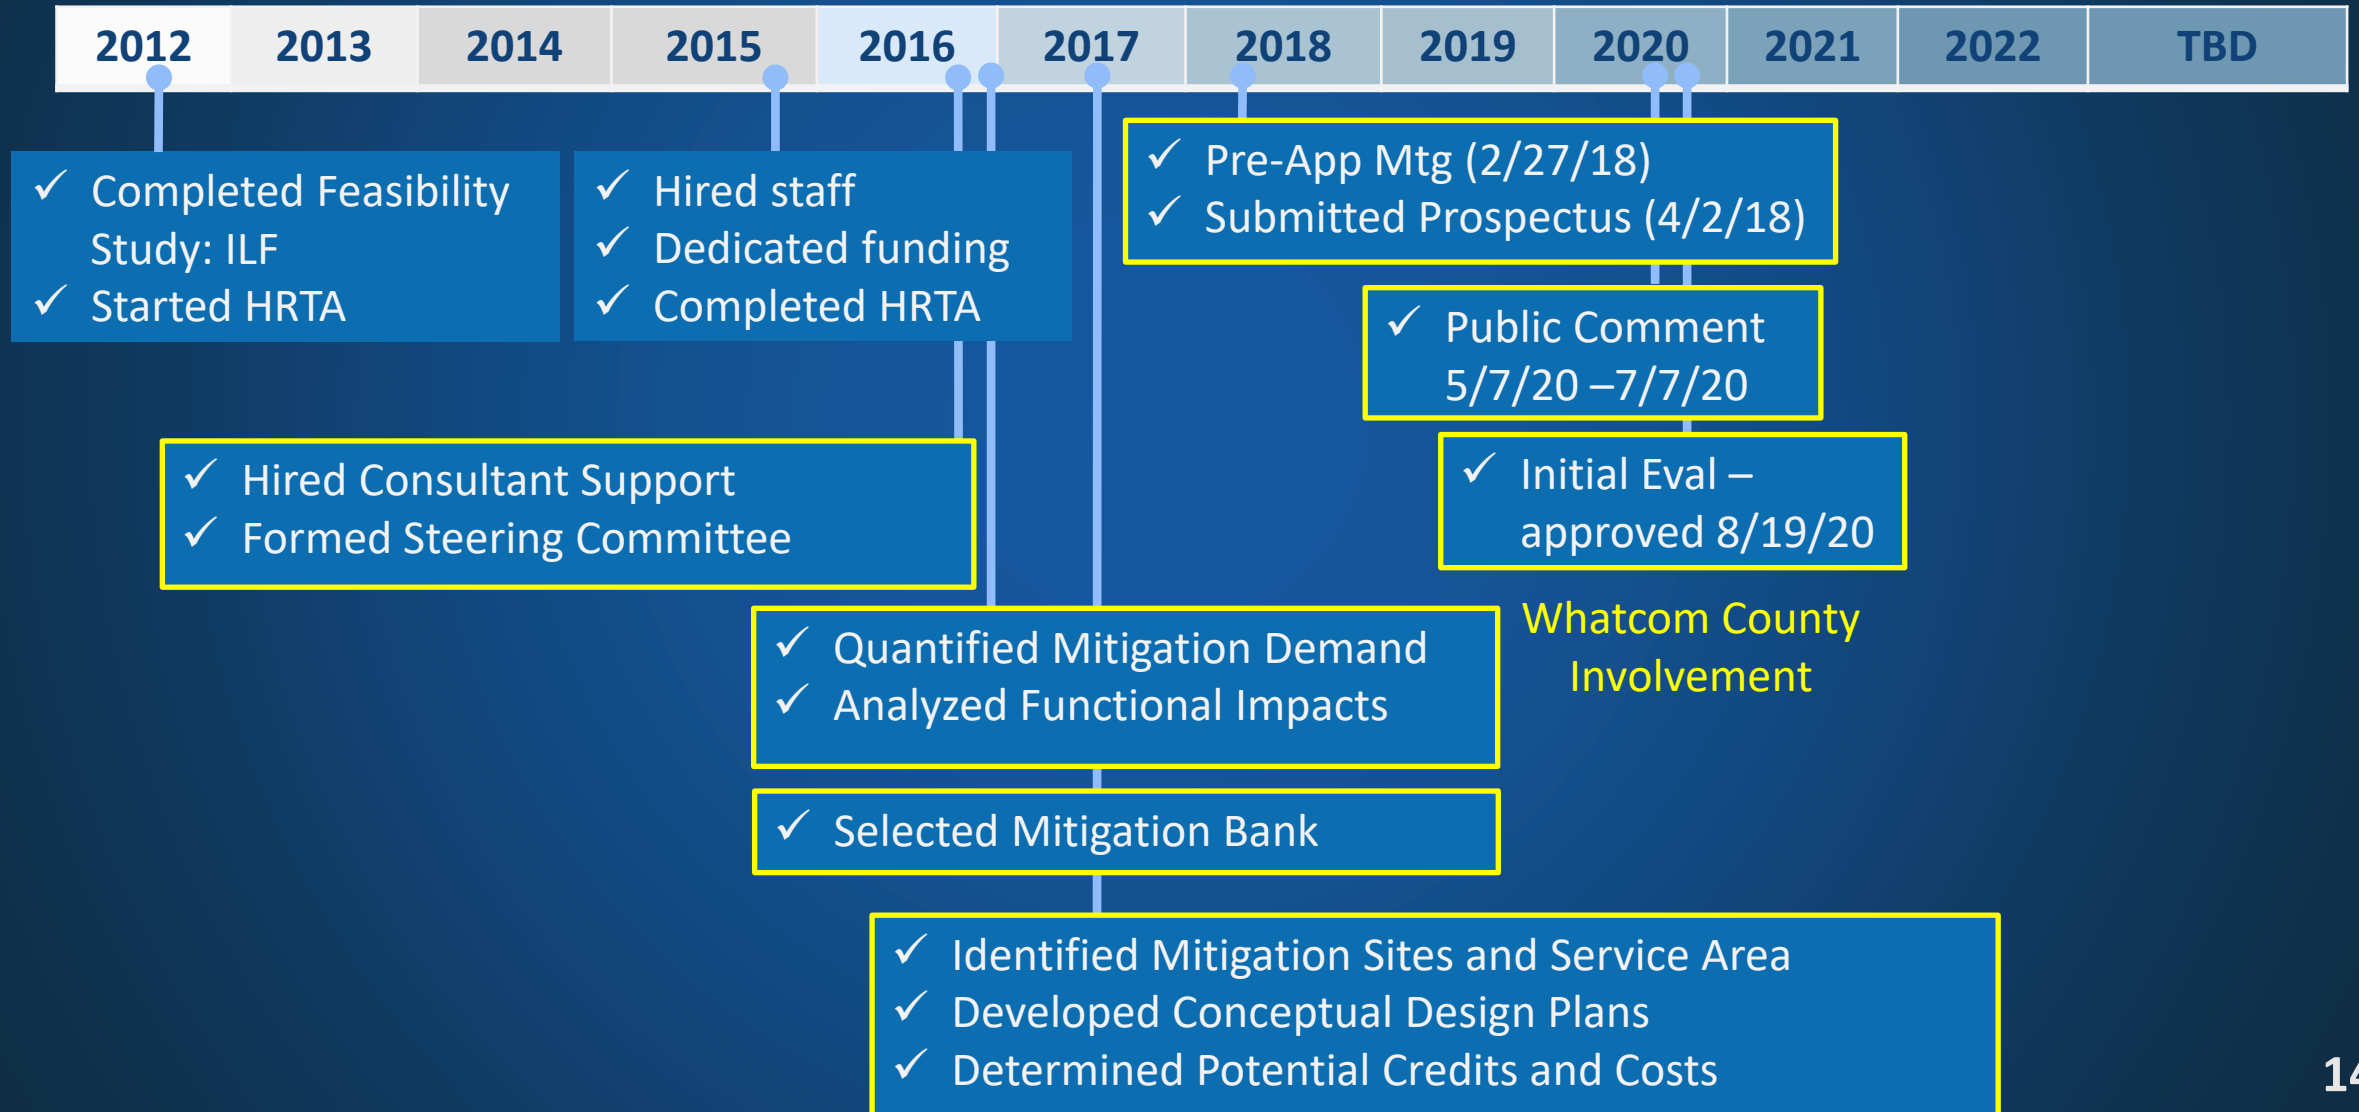 2012 2013 2014 2015 2016 2017 2018 2019 2020 2021 2022 TBD
✓ Completed Feasibility
Study: ILF
✓ Started HRTA
✓ Hired staff
✓ Dedicated funding
✓ Completed HRTA
✓ Pre-App Mtg (2/27/18)
✓ Submitted Prospectus (4/2/18)
✓ Public Comment
5/7/20 –7/7/20
✓ Hired Consultant Support
✓ Formed Steering Committee
✓ Initial Eval –
approved 8/19/20
Whatcom County
Involvement
✓ Quantified Mitigation Demand
✓ Analyzed Functional Impacts
✓ Selected Mitigation Bank
✓ Identified Mitigation Sites and Service Area
✓ Developed Conceptual Design Plans
✓ Determined Potential Credits and Costs
14